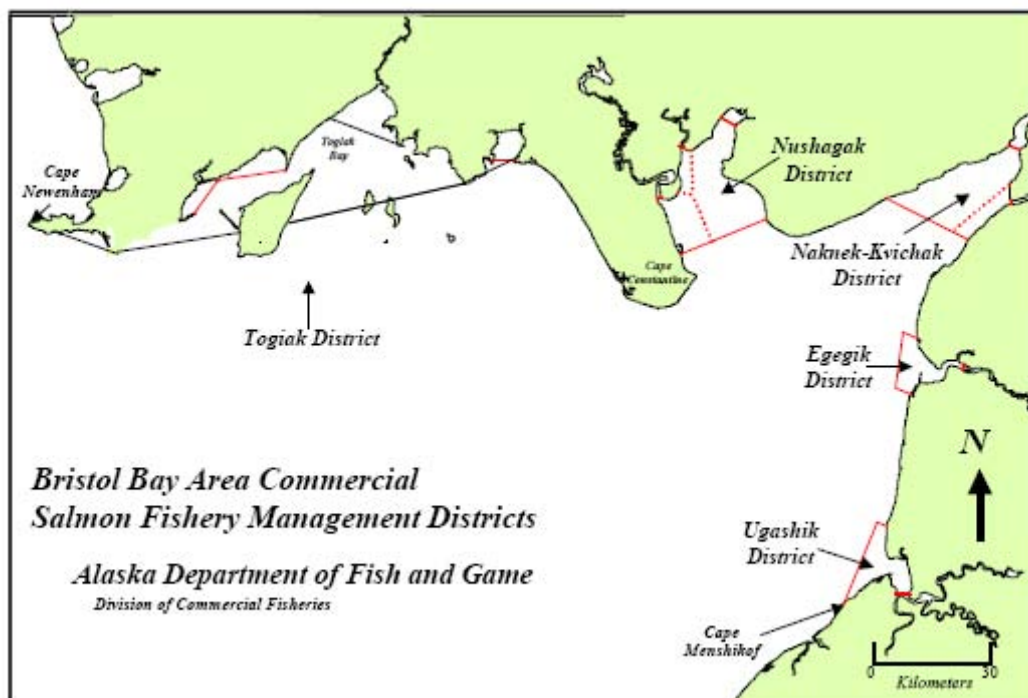 Cape
Newenham
Togiak
Bay
Nushagak
District
Naknek-Kvichak
District
Cape
Constantine
Togiak District
Egegik
District
N
Bristol Bay Area Commercial
Salmon Fishery Management Districts
Ugashik
District
Alaska Department of Fish and Game
Division of Commercial Fisheries
Cape
Menshikof
0 30
Kilometers